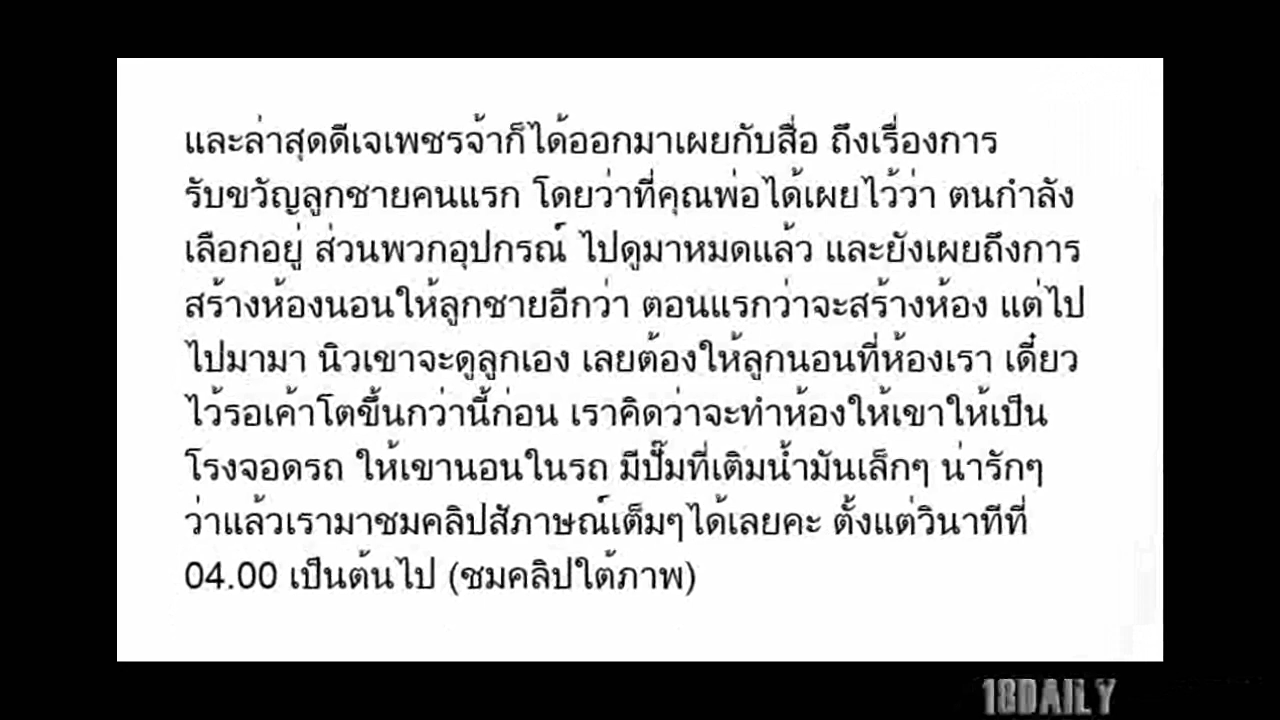 และล่าสุดดีเจเพชรจ้าก็ได้ออกมาเผยกับสื่อ ถึงเรื่องการ
รับขวัญลูกชายคนแรก โดยว่าที่คุณพ่อได้เผยไว้ว่า ตนกำลัง
เลือกอยู่ ส่วนพวกอุปกรณ์ ไปดูมาหมดแล้ว และยังเผยถึงการ
สร้างห้องนอนให้ลูกชายอีกว่า ตอนแรกว่าจะสร้างห้อง แต่ไป
ไปมามา นิวเขาจะดูลูกเอง เลยต้องให้ลูกนอนที่ห้องเรา เดี๋ยว
ไว้รอเค้าโตขึ้นกว่านี้ก่อน เราคิดว่าจะทำห้องให้เขาให้เป็น
โรงจอดรถ ให้เขานอนในรถ มีปั๊มที่เติมน้ำมันเล็กๆ น่ารักๆ
ว่าแล้วเรามาชมคลิปสัภาษณ์เต็มๆได้เลยคะ ตั้งแต่วินาทีที่
04.00 เป็นต้นไป (ชมคลิปใต้ภาพ)
18DAILY